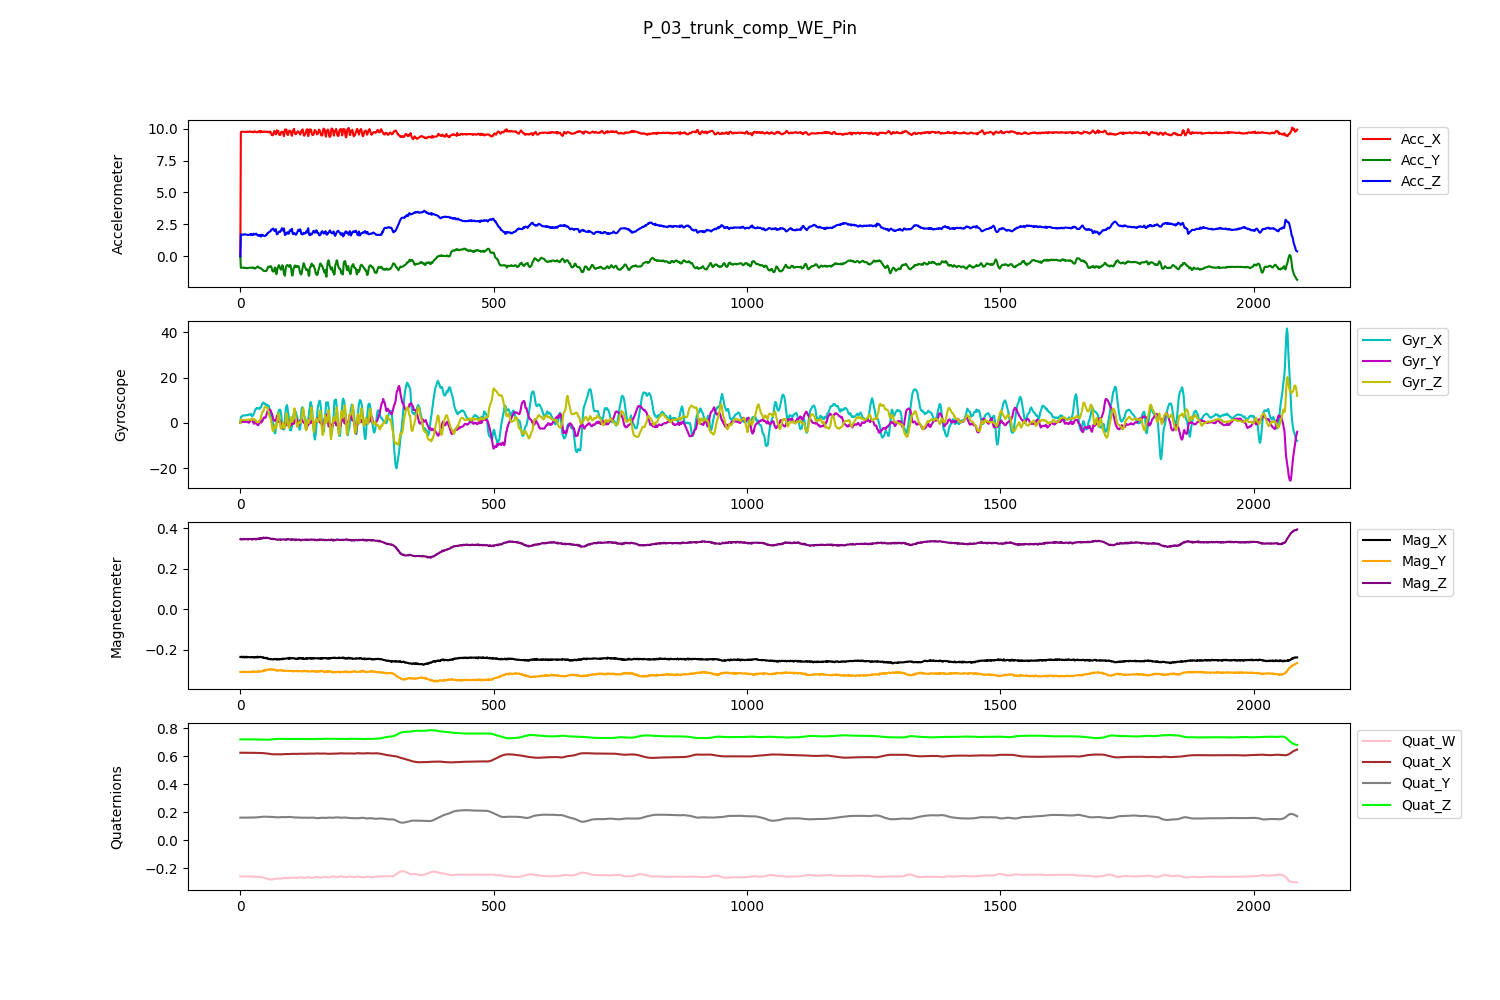 P_03_trunk_comp_WE_Pin
Accelerometer
10.0
7.5
5.0
2.5
0.0
0 500 1000 1500 2000
Acc_X
Acc_Y
Acc_Z
Gyroscope
40
20
0
−20
0 500 1000 1500 2000
Gyr_X
Gyr_Y
Gyr_Z
Magnetometer
0.4
0.2
0.0
−0.2
0 500 1000 1500 2000
Mag_X
Mag_Y
Mag_Z
Quaternions
0.8
0.6
0.4
0.2
0.0
−0.2
0 500 1000 1500 2000
Quat_W
Quat_X
Quat_Y
Quat_Z